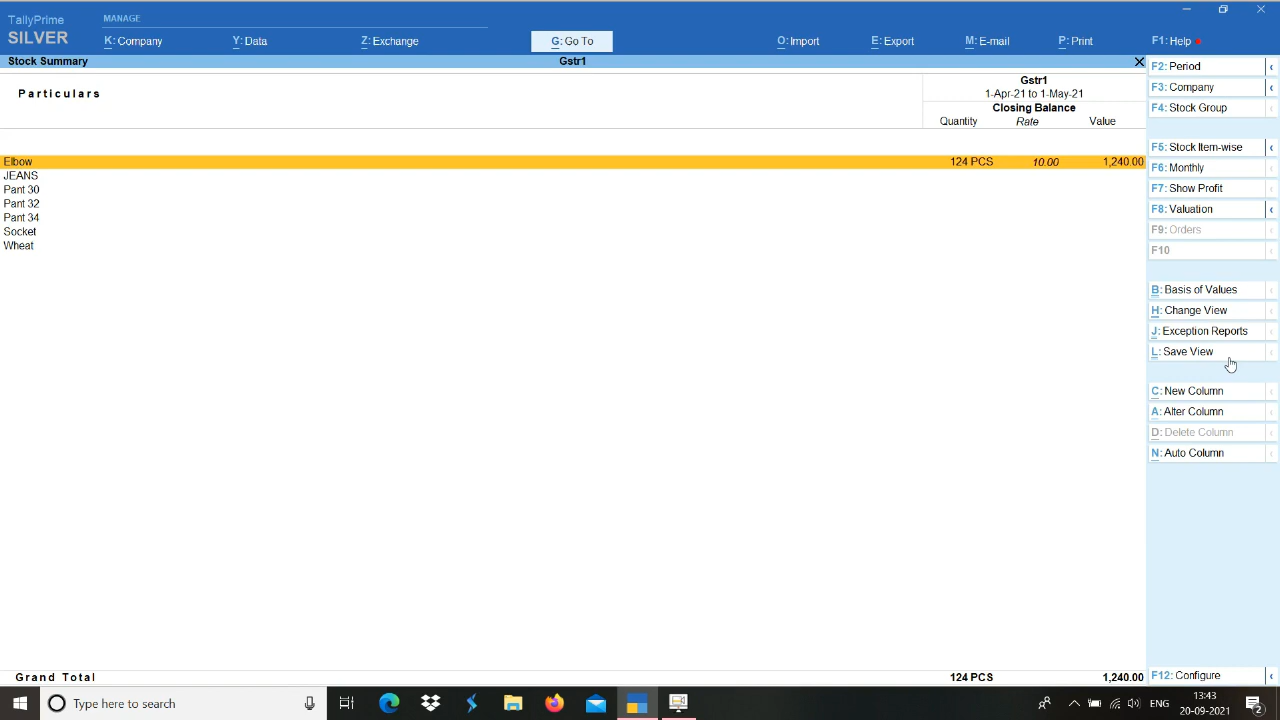 TallyPrime
MANAGE
SILVER
K: Company
Y: Data
Z: Exchange
G: Go To
O: Import
E: Export
M: E-mail
P: Print
F1: Help
Stock Summary
Gstr1
F2: Period
Particulars
Gstr1
1-Apr-21 to 1-May-21
Closing Balance
Quantity Rate Value
F3: Company
F4: Stock Group
Elbow 124 PCS 10.00 1,240.00
JEANS
Pant 30
Pant 32
Pant 34
Socket
Wheat
F5: Stock Item-wise
F6: Monthly
F7: Show Profit
F8: Valuation
F9: Orders
F10
B: Basis of Values
H: Change View
J: Exception Reports
L: Save View
C: New Column
A: Alter Column
D: Delete Column
N: Auto Column
Grand Total 124 PCS 1,240.00
F12: Configure
Type here to search
ENG
13:43
20-09-2021
2